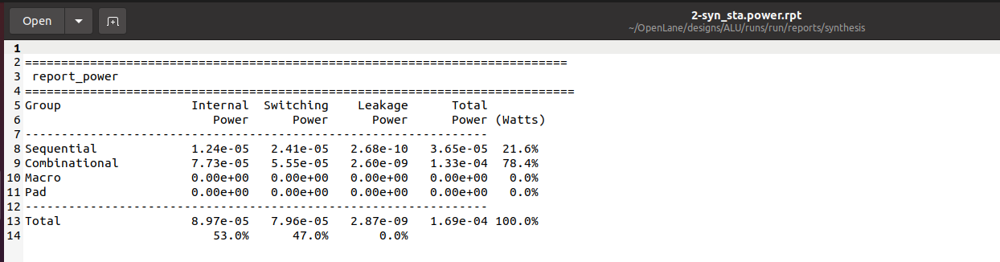 Open
2-syn_sta.power.rpt
~/OpenLane/designs/ALU/runs/run/reports/synthesis
1
2 ===========================================================================
3  report_power
4 ============================================================================
5 Group                  Internal  Switching    Leakage      Total
6                           Power      Power      Power      Power (Watts)
7 ----------------------------------------------------------------
8 Sequential             1.24e-05   2.41e-05   2.68e-10   3.65e-05  21.6%
9 Combinational          7.73e-05   5.55e-05   2.60e-09   1.33e-04  78.4%
10 Macro                  0.00e+00   0.00e+00   0.00e+00   0.00e+00   0.0%
11 Pad                    0.00e+00   0.00e+00   0.00e+00   0.00e+00   0.0%
12 ----------------------------------------------------------------
13 Total                  8.97e-05   7.96e-05   2.87e-09   1.69e-04 100.0%
14                           53.0%      47.0%       0.0%